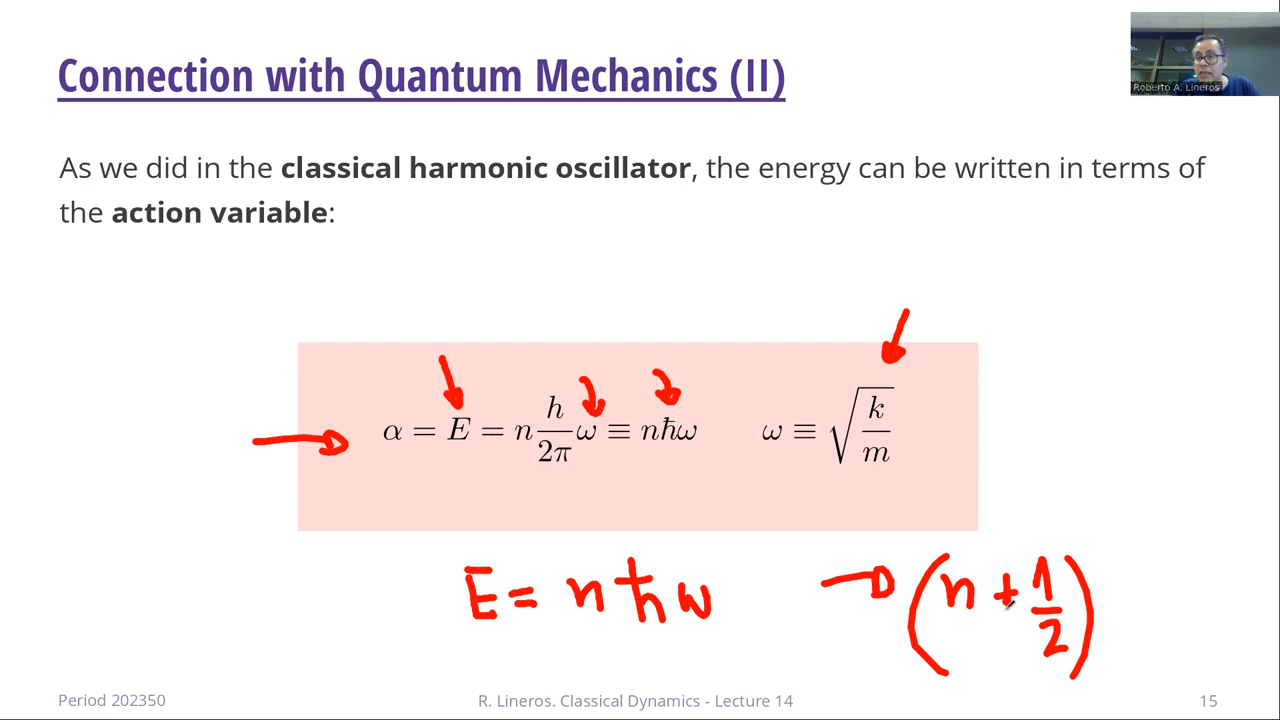 Connection with Quantum Mechanics (II)
Roberto A. Lineros
As we did in the classical harmonic oscillator, the energy can be written in terms of
the action variable:
α = E = n h/2π ω ≡ nħω    ω ≡ √(k/m)
E = nħω → (n + 1/2)
Period 202350
R. Lineros. Classical Dynamics - Lecture 14
15